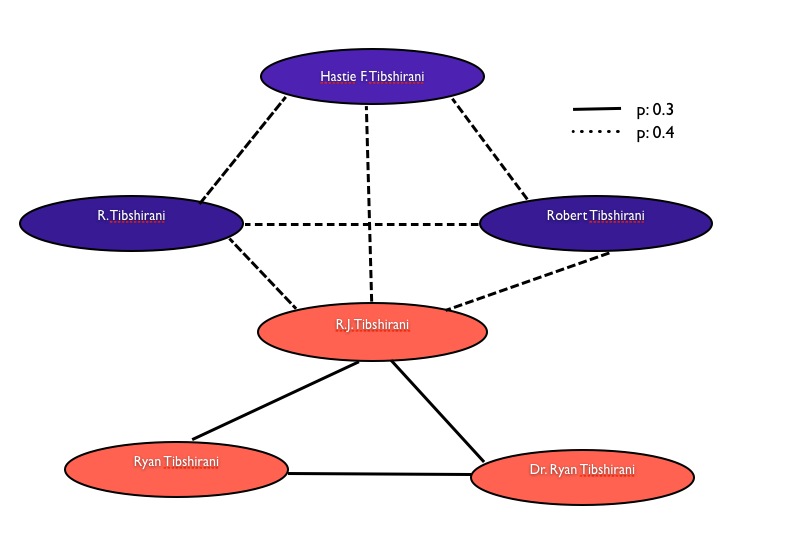 Hastie F. Tibshirani
p: 0.3
p: 0.4
R. Tibshirani
Robert Tibshirani
R.J. Tibshirani
Ryan Tibshirani
Dr. Ryan Tibshirani